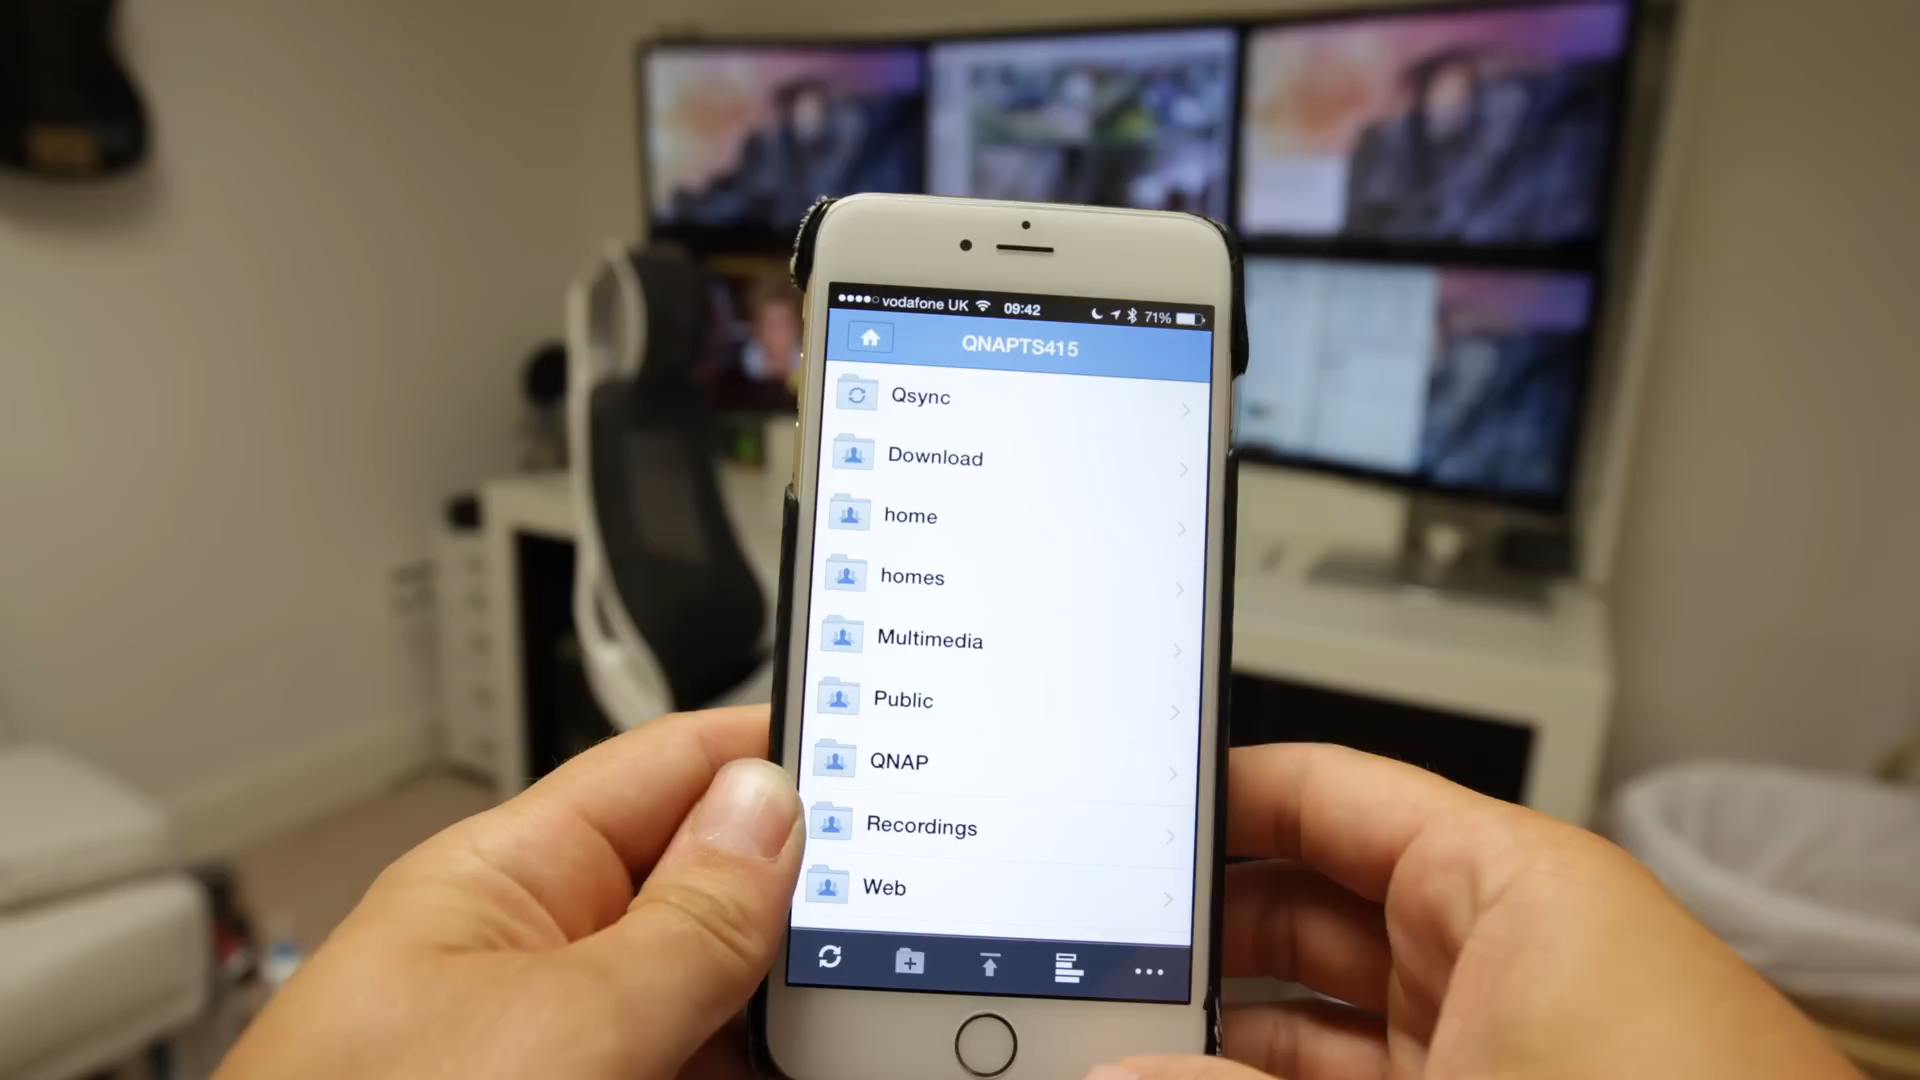 vodafone UK 09:42 71%
QNAPTS415
Qsync
Download
home
homes
Multimedia
Public
QNAP
Recordings
Web